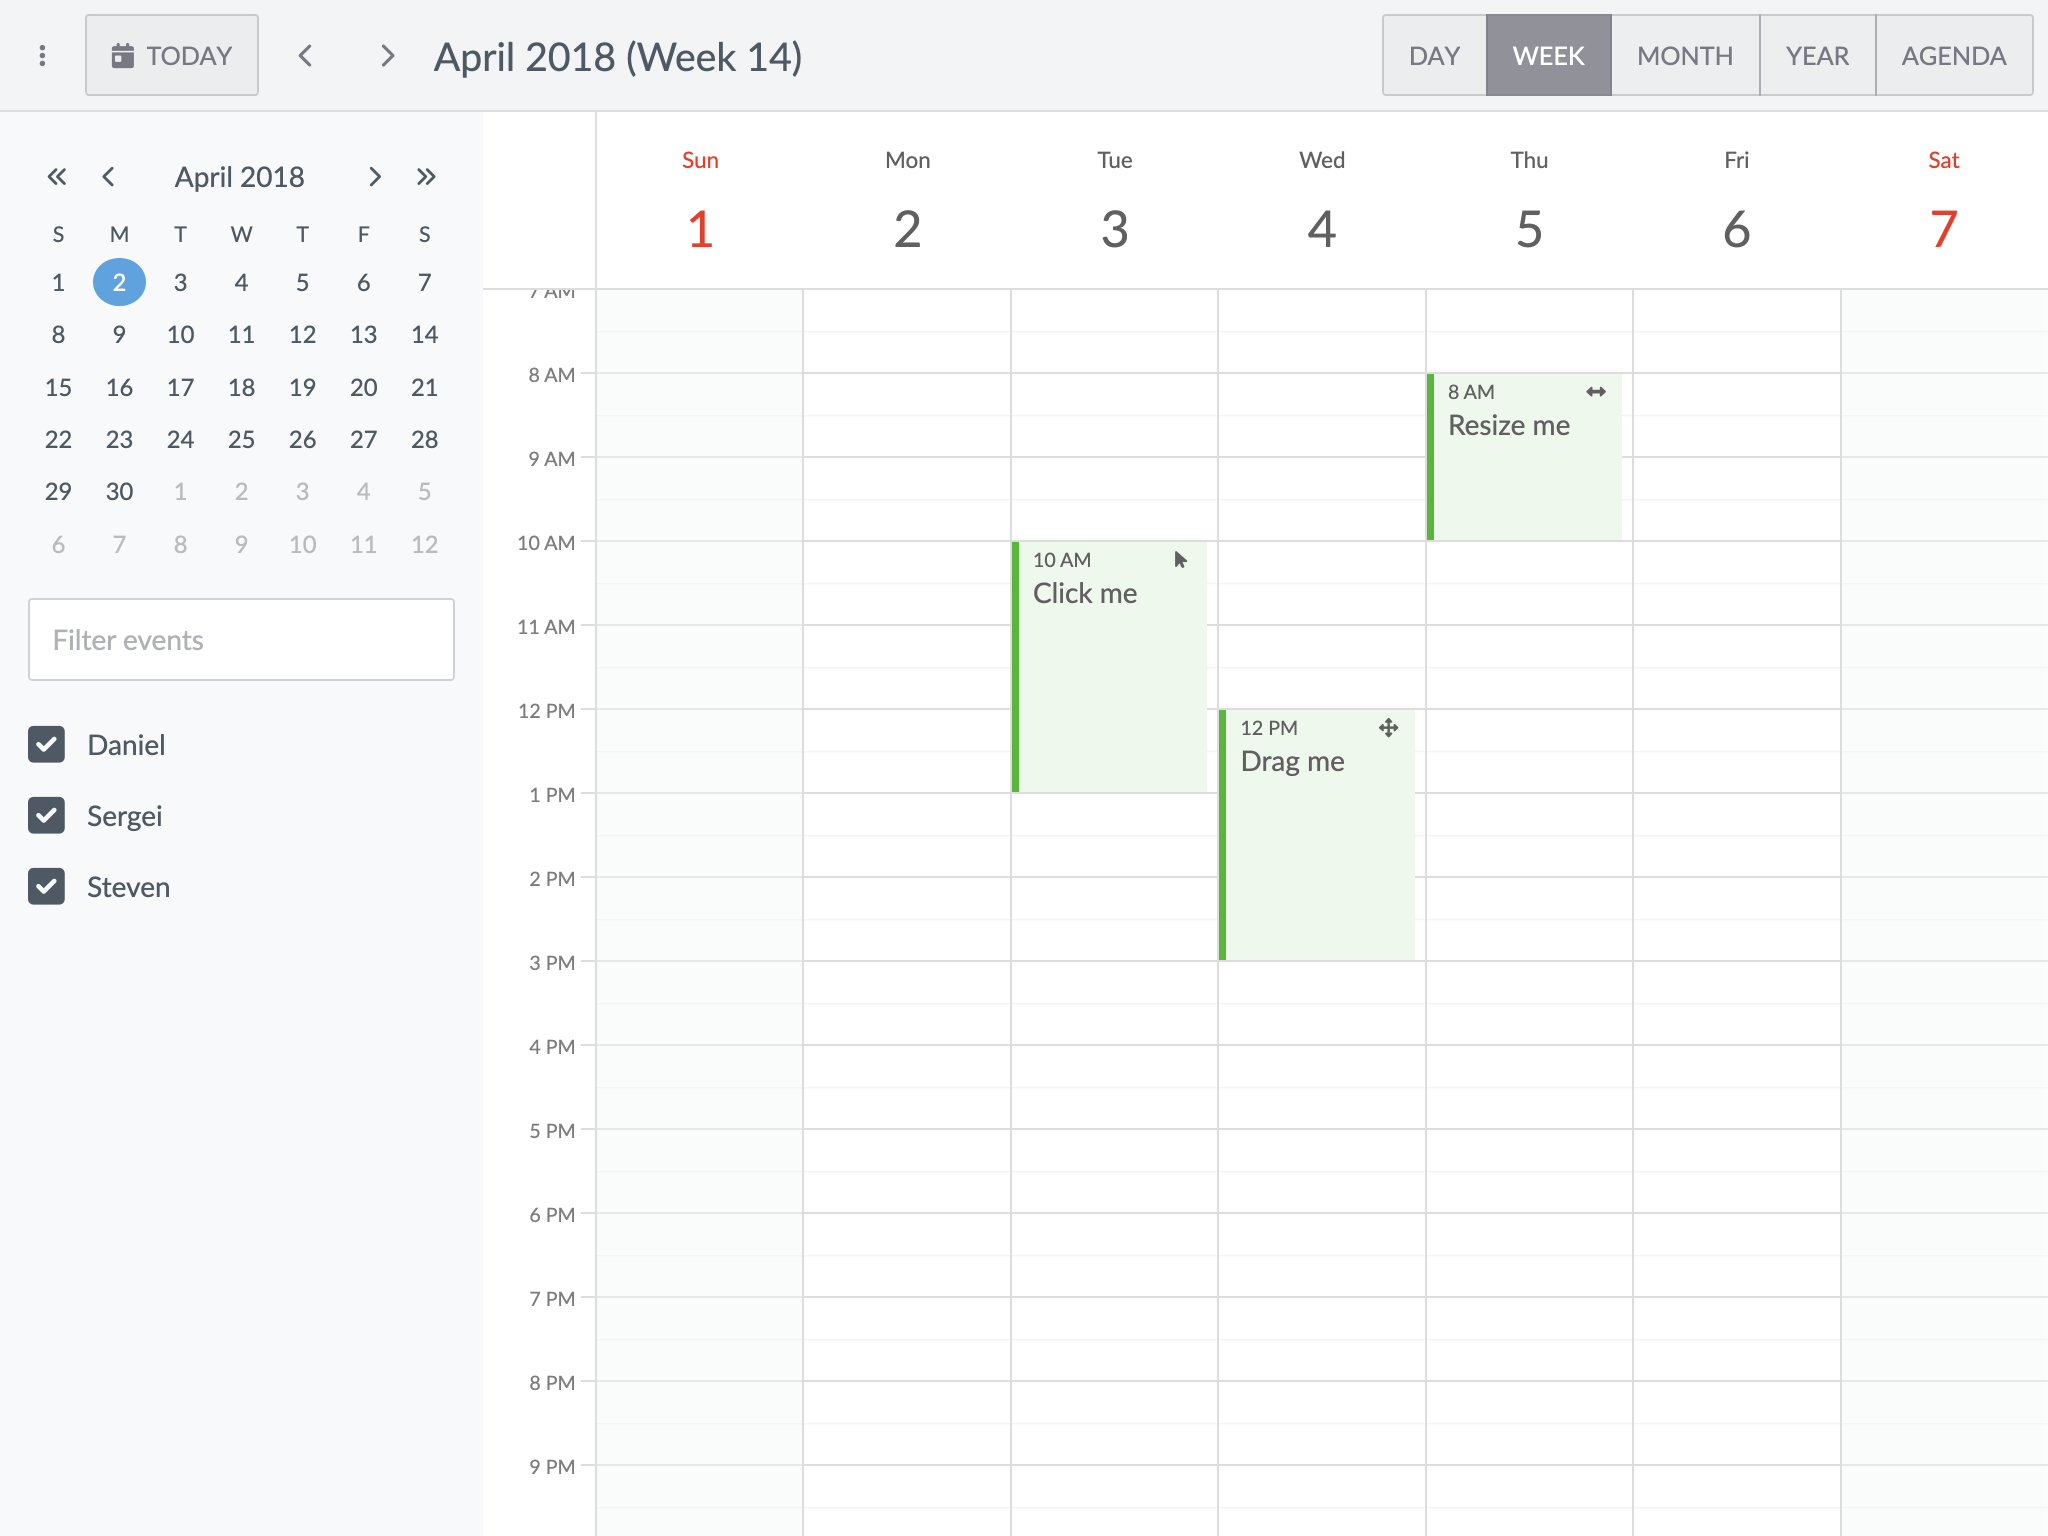 TODAY
April 2018 (Week 14)
DAY WEEK MONTH YEAR AGENDA
April 2018
S M T W T F S
1 2 3 4 5 6 7
8 9 10 11 12 13 14
15 16 17 18 19 20 21
22 23 24 25 26 27 28
29 30 1 2 3 4 5
6 7 8 9 10 11 12
Filter events
Daniel
Sergei
Steven
Sun Mon Tue Wed Thu Fri Sat
1 2 3 4 5 6 7
7 AM
8 AM
9 AM
10 AM
11 AM
12 PM
1 PM
2 PM
3 PM
4 PM
5 PM
6 PM
7 PM
8 PM
9 PM
10 AM
Click me
12 PM
Drag me
8 AM
Resize me